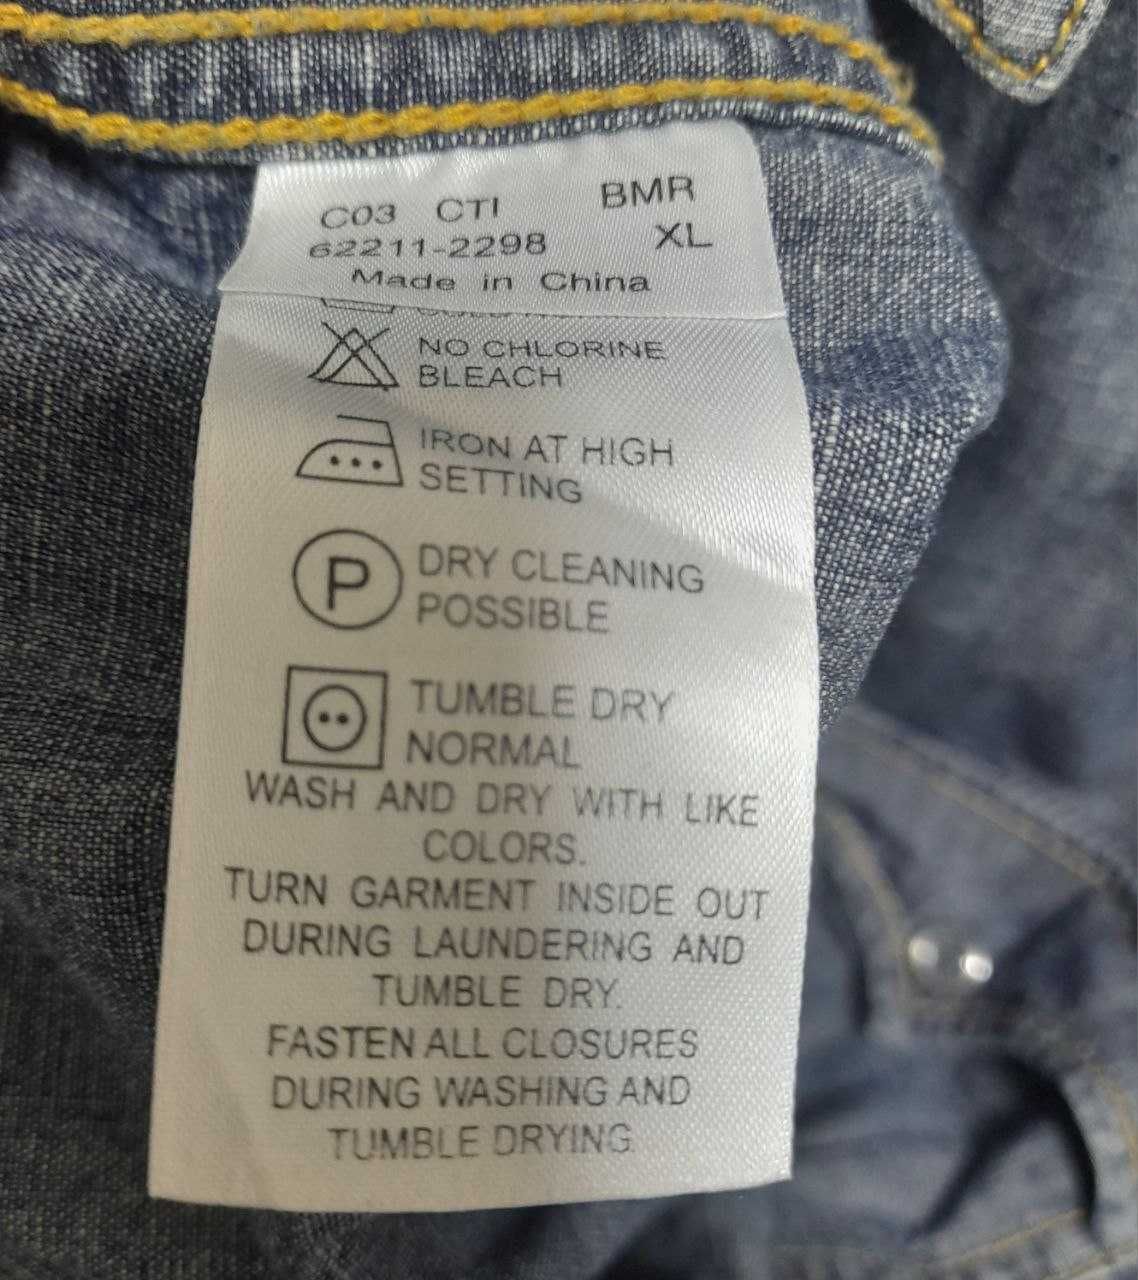 C03 CTI BMR
62211-2298 XL
Made in China
NO CHLORINE
BLEACH
IRON AT HIGH
SETTING
P DRY CLEANING
POSSIBLE
TUMBLE DRY
NORMAL
WASH AND DRY WITH LIKE
COLORS.
TURN GARMENT INSIDE OUT
DURING LAUNDERING AND
TUMBLE DRY.
FASTEN ALL CLOSURES
DURING WASHING AND
TUMBLE DRYING.